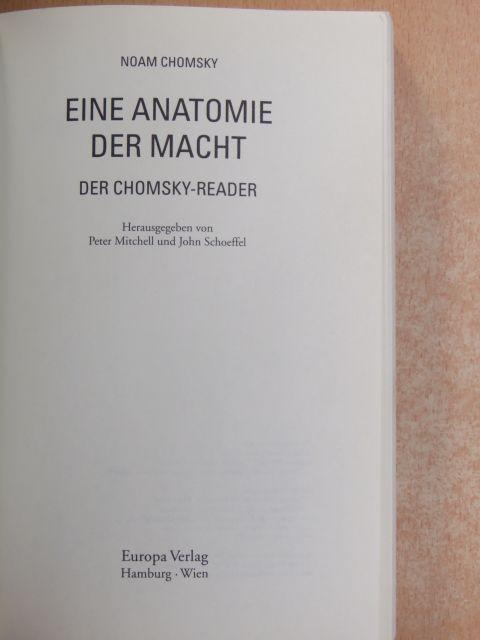 NOAM CHOMSKY
EINE ANATOMIE
DER MACHT
DER CHOMSKY-READER
Herausgegeben von
Peter Mitchell und John Schoeffel
Europa Verlag
Hamburg · Wien